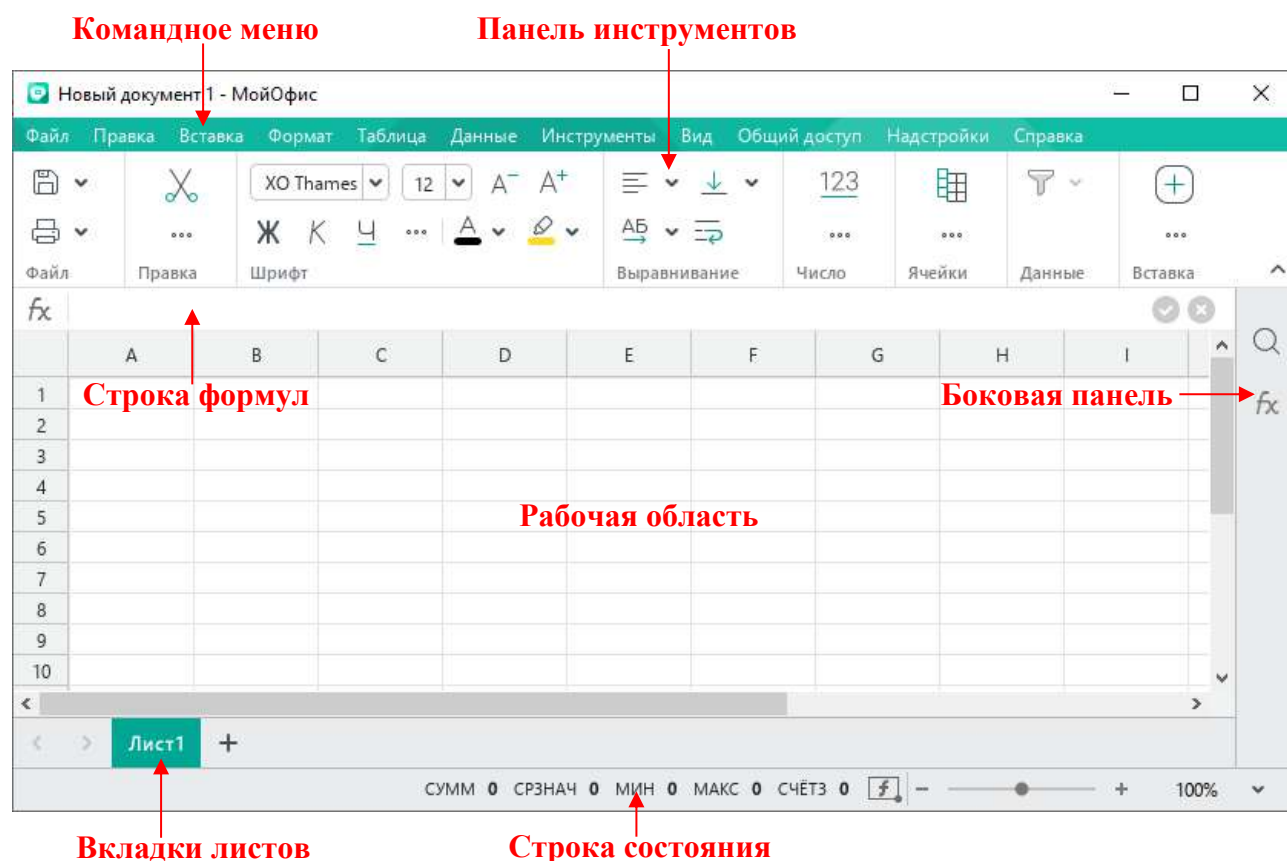 Командное меню Панель инструментов
Новый документ 1 - МойОфис
Файл Правка Вставка Формат Таблица Данные Инструменты Вид Общий доступ Надстройки Справка
XO Thames 12 A− A+ 123
Ж К Ч А АБ
Файл Правка Шрифт Выравнивание Число Ячейки Данные Вставка
fx
A B C D E F G H I
1 Строка формул Боковая панель fx
2
3
4
5 Рабочая область
6
7
8
9
10
Лист1 +
СУММ 0 СРЗНАЧ 0 МИН 0 МАКС 0 СЧЁТЗ 0 f − + 100%
Вкладки листов Строка состояния